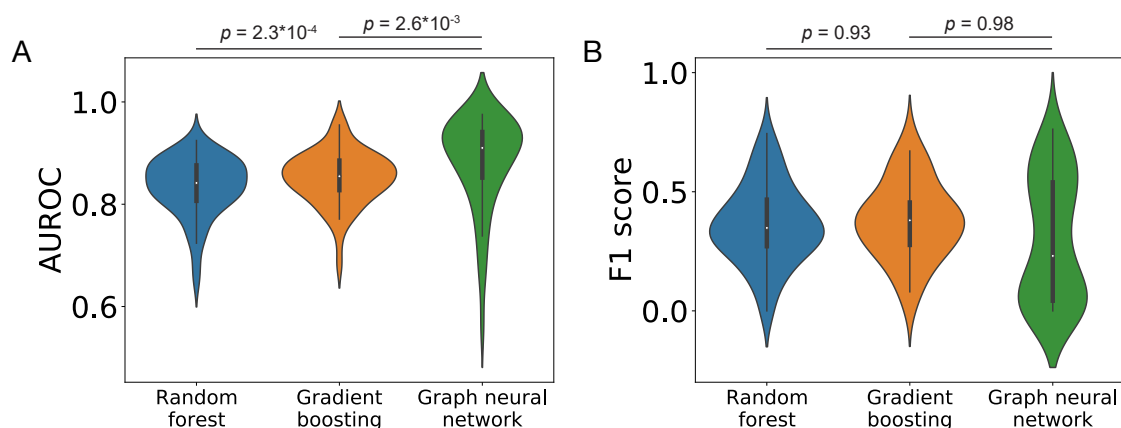 A
p = 2.3*10-4
p = 2.6*10-3
AUROC
1.0
0.8
0.6
Random
forest
Gradient
boosting
Graph neural
network
B
p = 0.93
p = 0.98
F1 score
1.0
0.5
0.0
Random
forest
Gradient
boosting
Graph neural
network